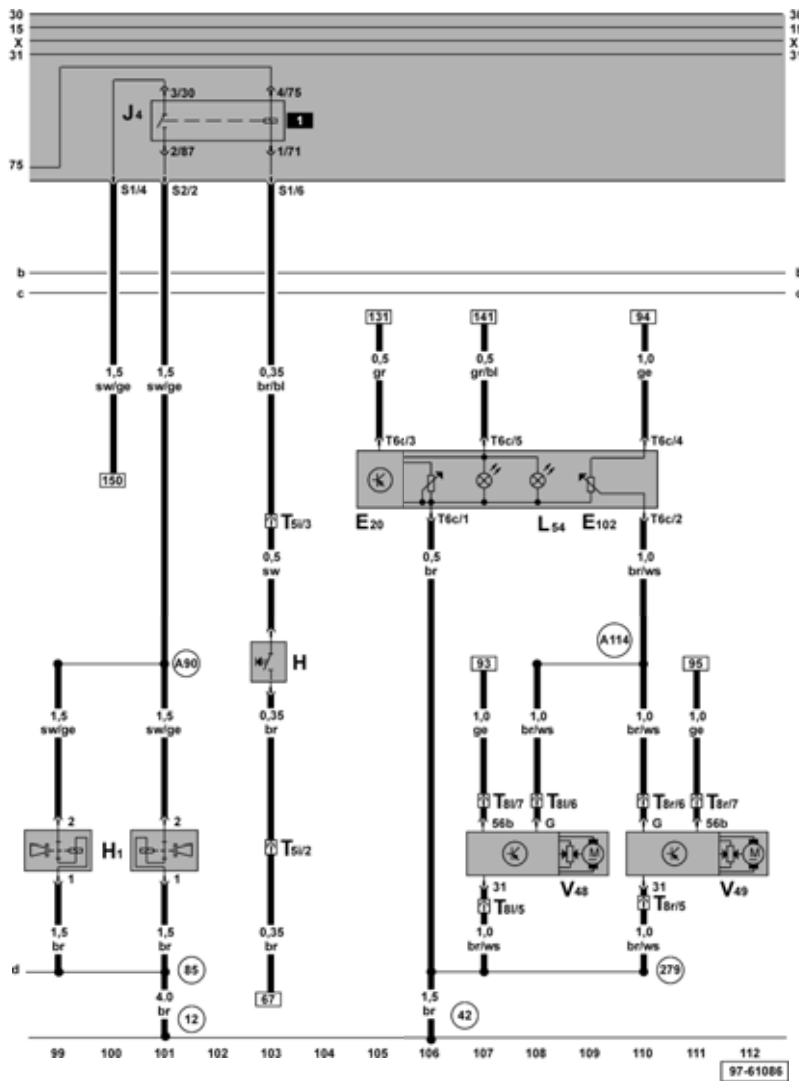 30 30
15 15
X X
31 31
3/30 4/75
J4 1
2/87 1/71
75
S1/4 S2/2 S1/6
b b
c c
131 141 94
0,5 0,5 1,0
gr gr/bl ge
1,5 1,5 0,35
sw/ge sw/ge br/bl
T6c/3 T6c/5 T6c/4
150
E20 T6c/1 L54 E102 T6c/2
T5i/3
0,5 0,5 1,0
sw br br/ws
A114
A90 H 93 95
1,5 1,5 0,35 1,0 1,0 1,0 1,0
sw/ge sw/ge br ge br/ws br/ws ge
T8l/7 T8l/6 T8r/6 T8r/7
2 2 56b G G 56b
H1 T5i/2 M M
1 1 31 V48 31 V49
T8l/5 T8r/5
1,5 1,5 0,35 1,0 1,0
br br br br/ws br/ws
d 85 279
4.0 67 1,5
br 12 br 42
99 100 101 102 103 104 105 106 107 108 109 110 111 112
97-61086